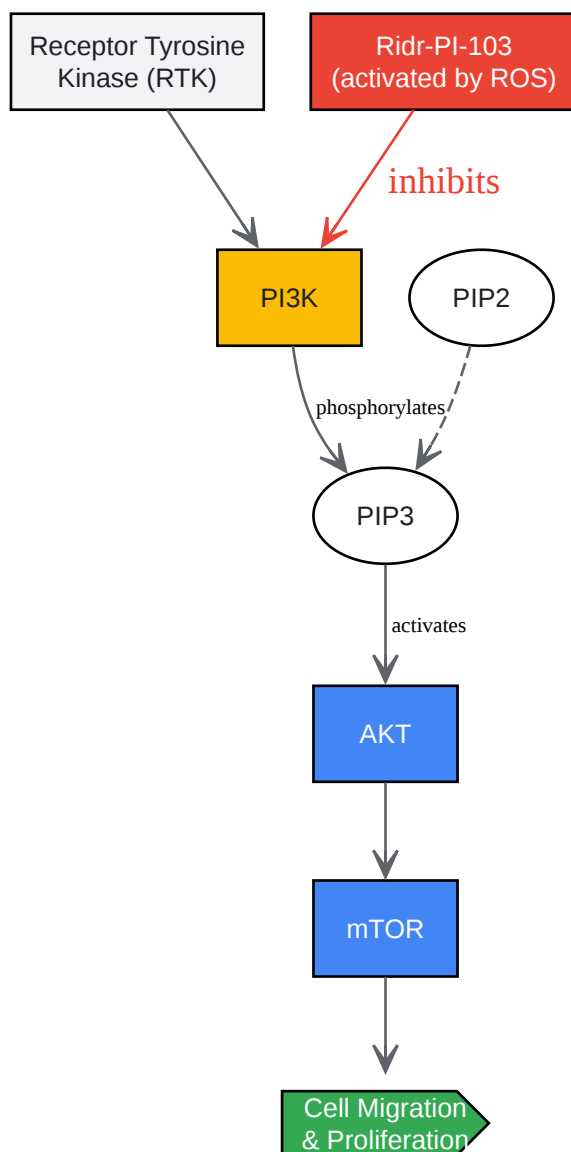 Receptor Tyrosine
Kinase (RTK)
Ridr-PI-103
(activated by ROS)
inhibits
PI3K
PIP2
phosphorylates
PIP3
activates
AKT
mTOR
Cell Migration
& Proliferation